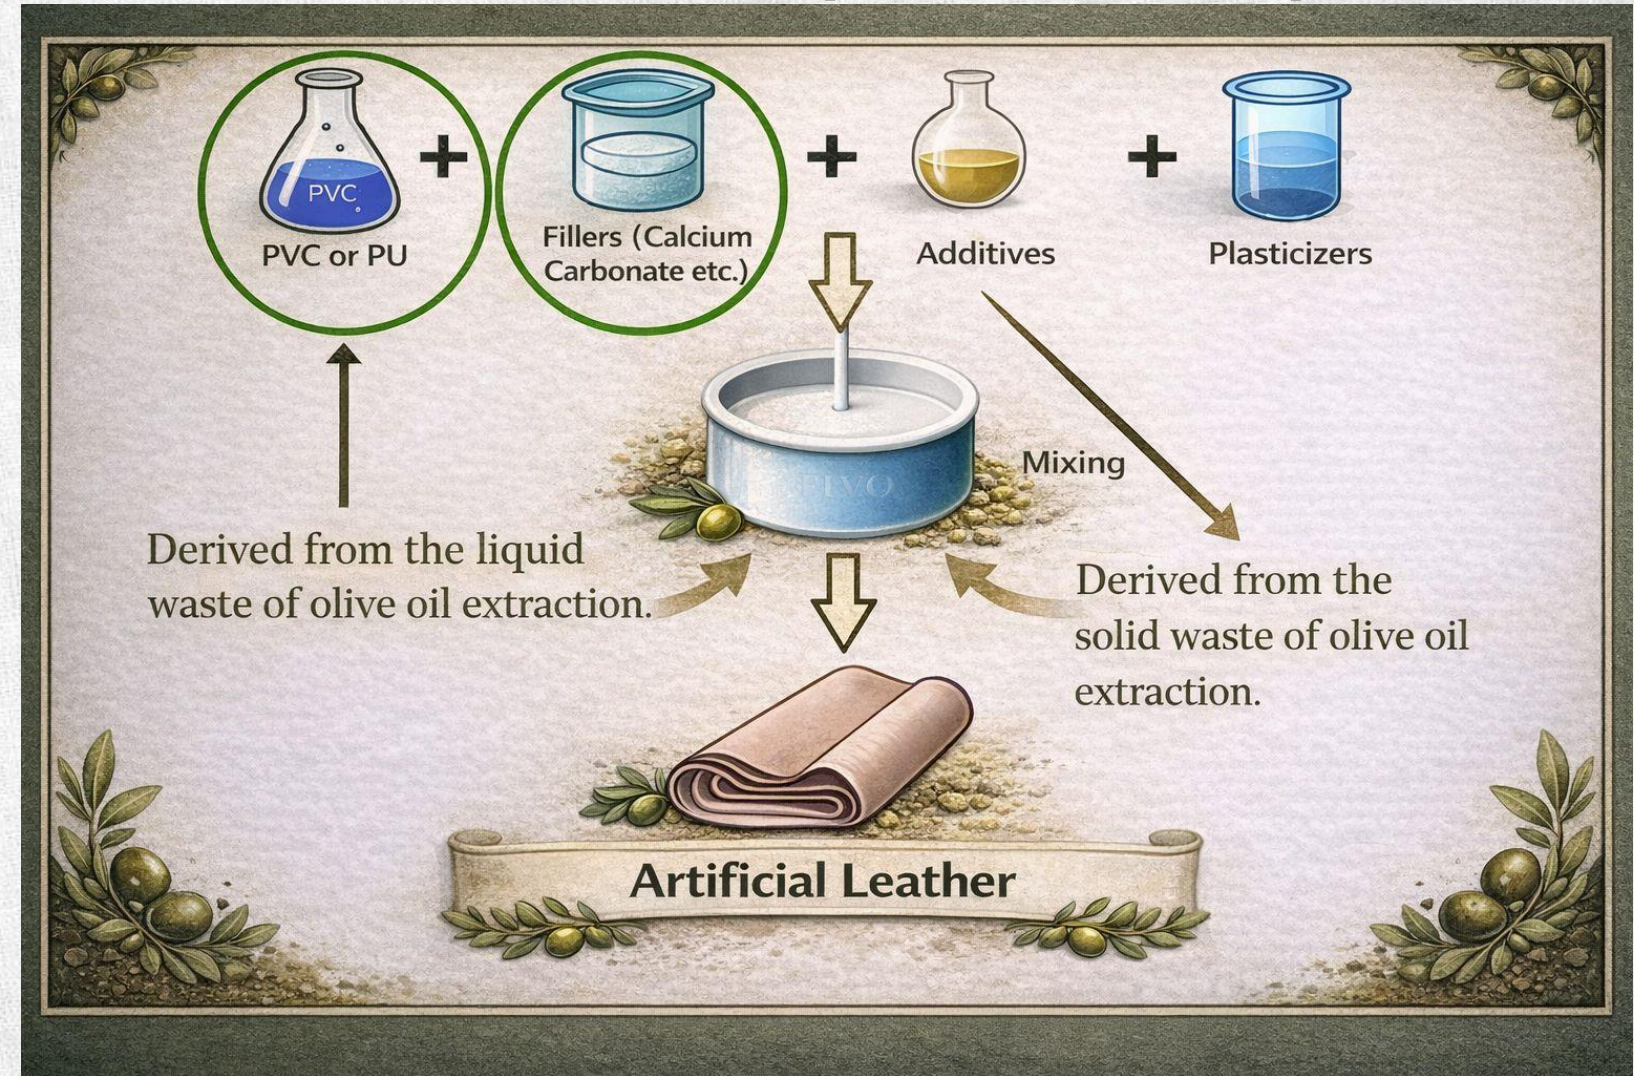 PVC
PVC or PU
Fillers (Calcium
Carbonate etc.)
Additives
Plasticizers
Mixing
Derived from the liquid
waste of olive oil extraction.
Derived from the
solid waste of olive oil
extraction.
Artificial Leather